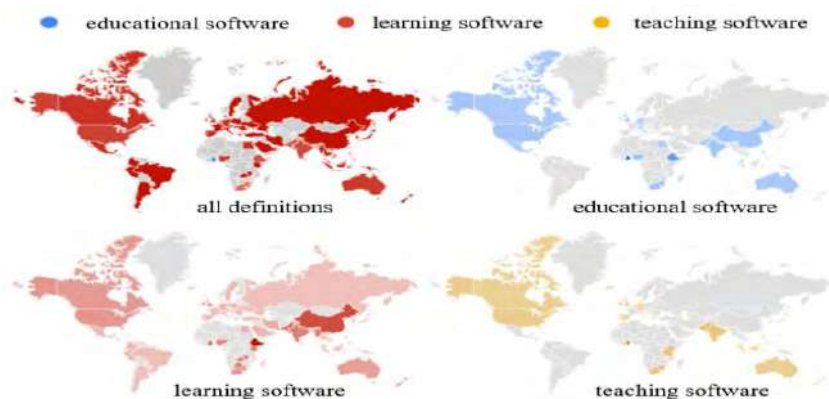 educational software learning software teaching software
all definitions educational software
learning software teaching software